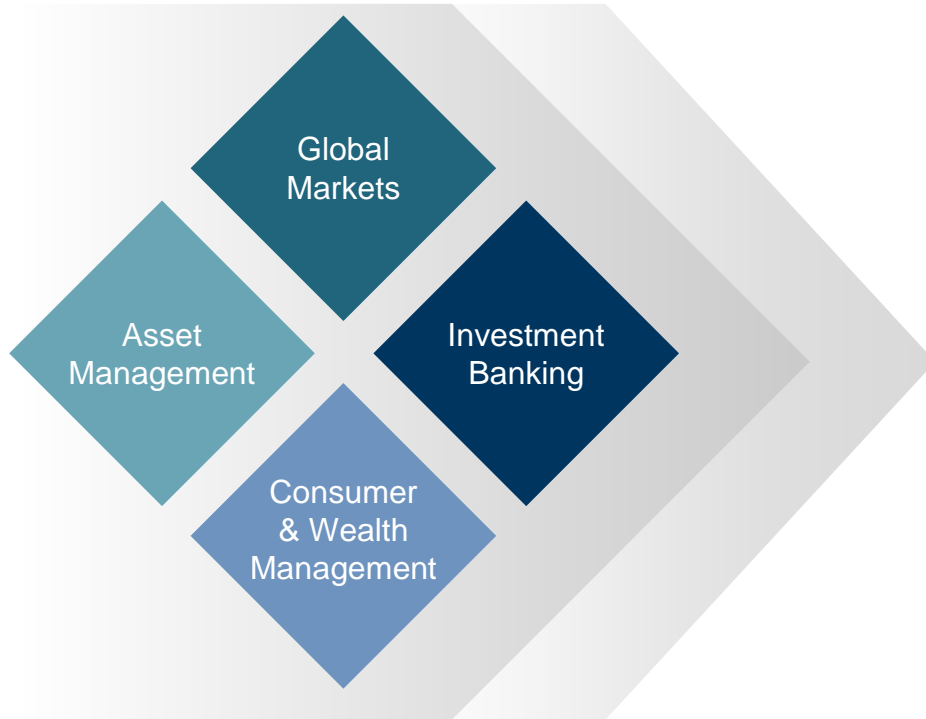 Global
Markets
Asset
Management
Investment
Banking
Consumer
& Wealth
Management